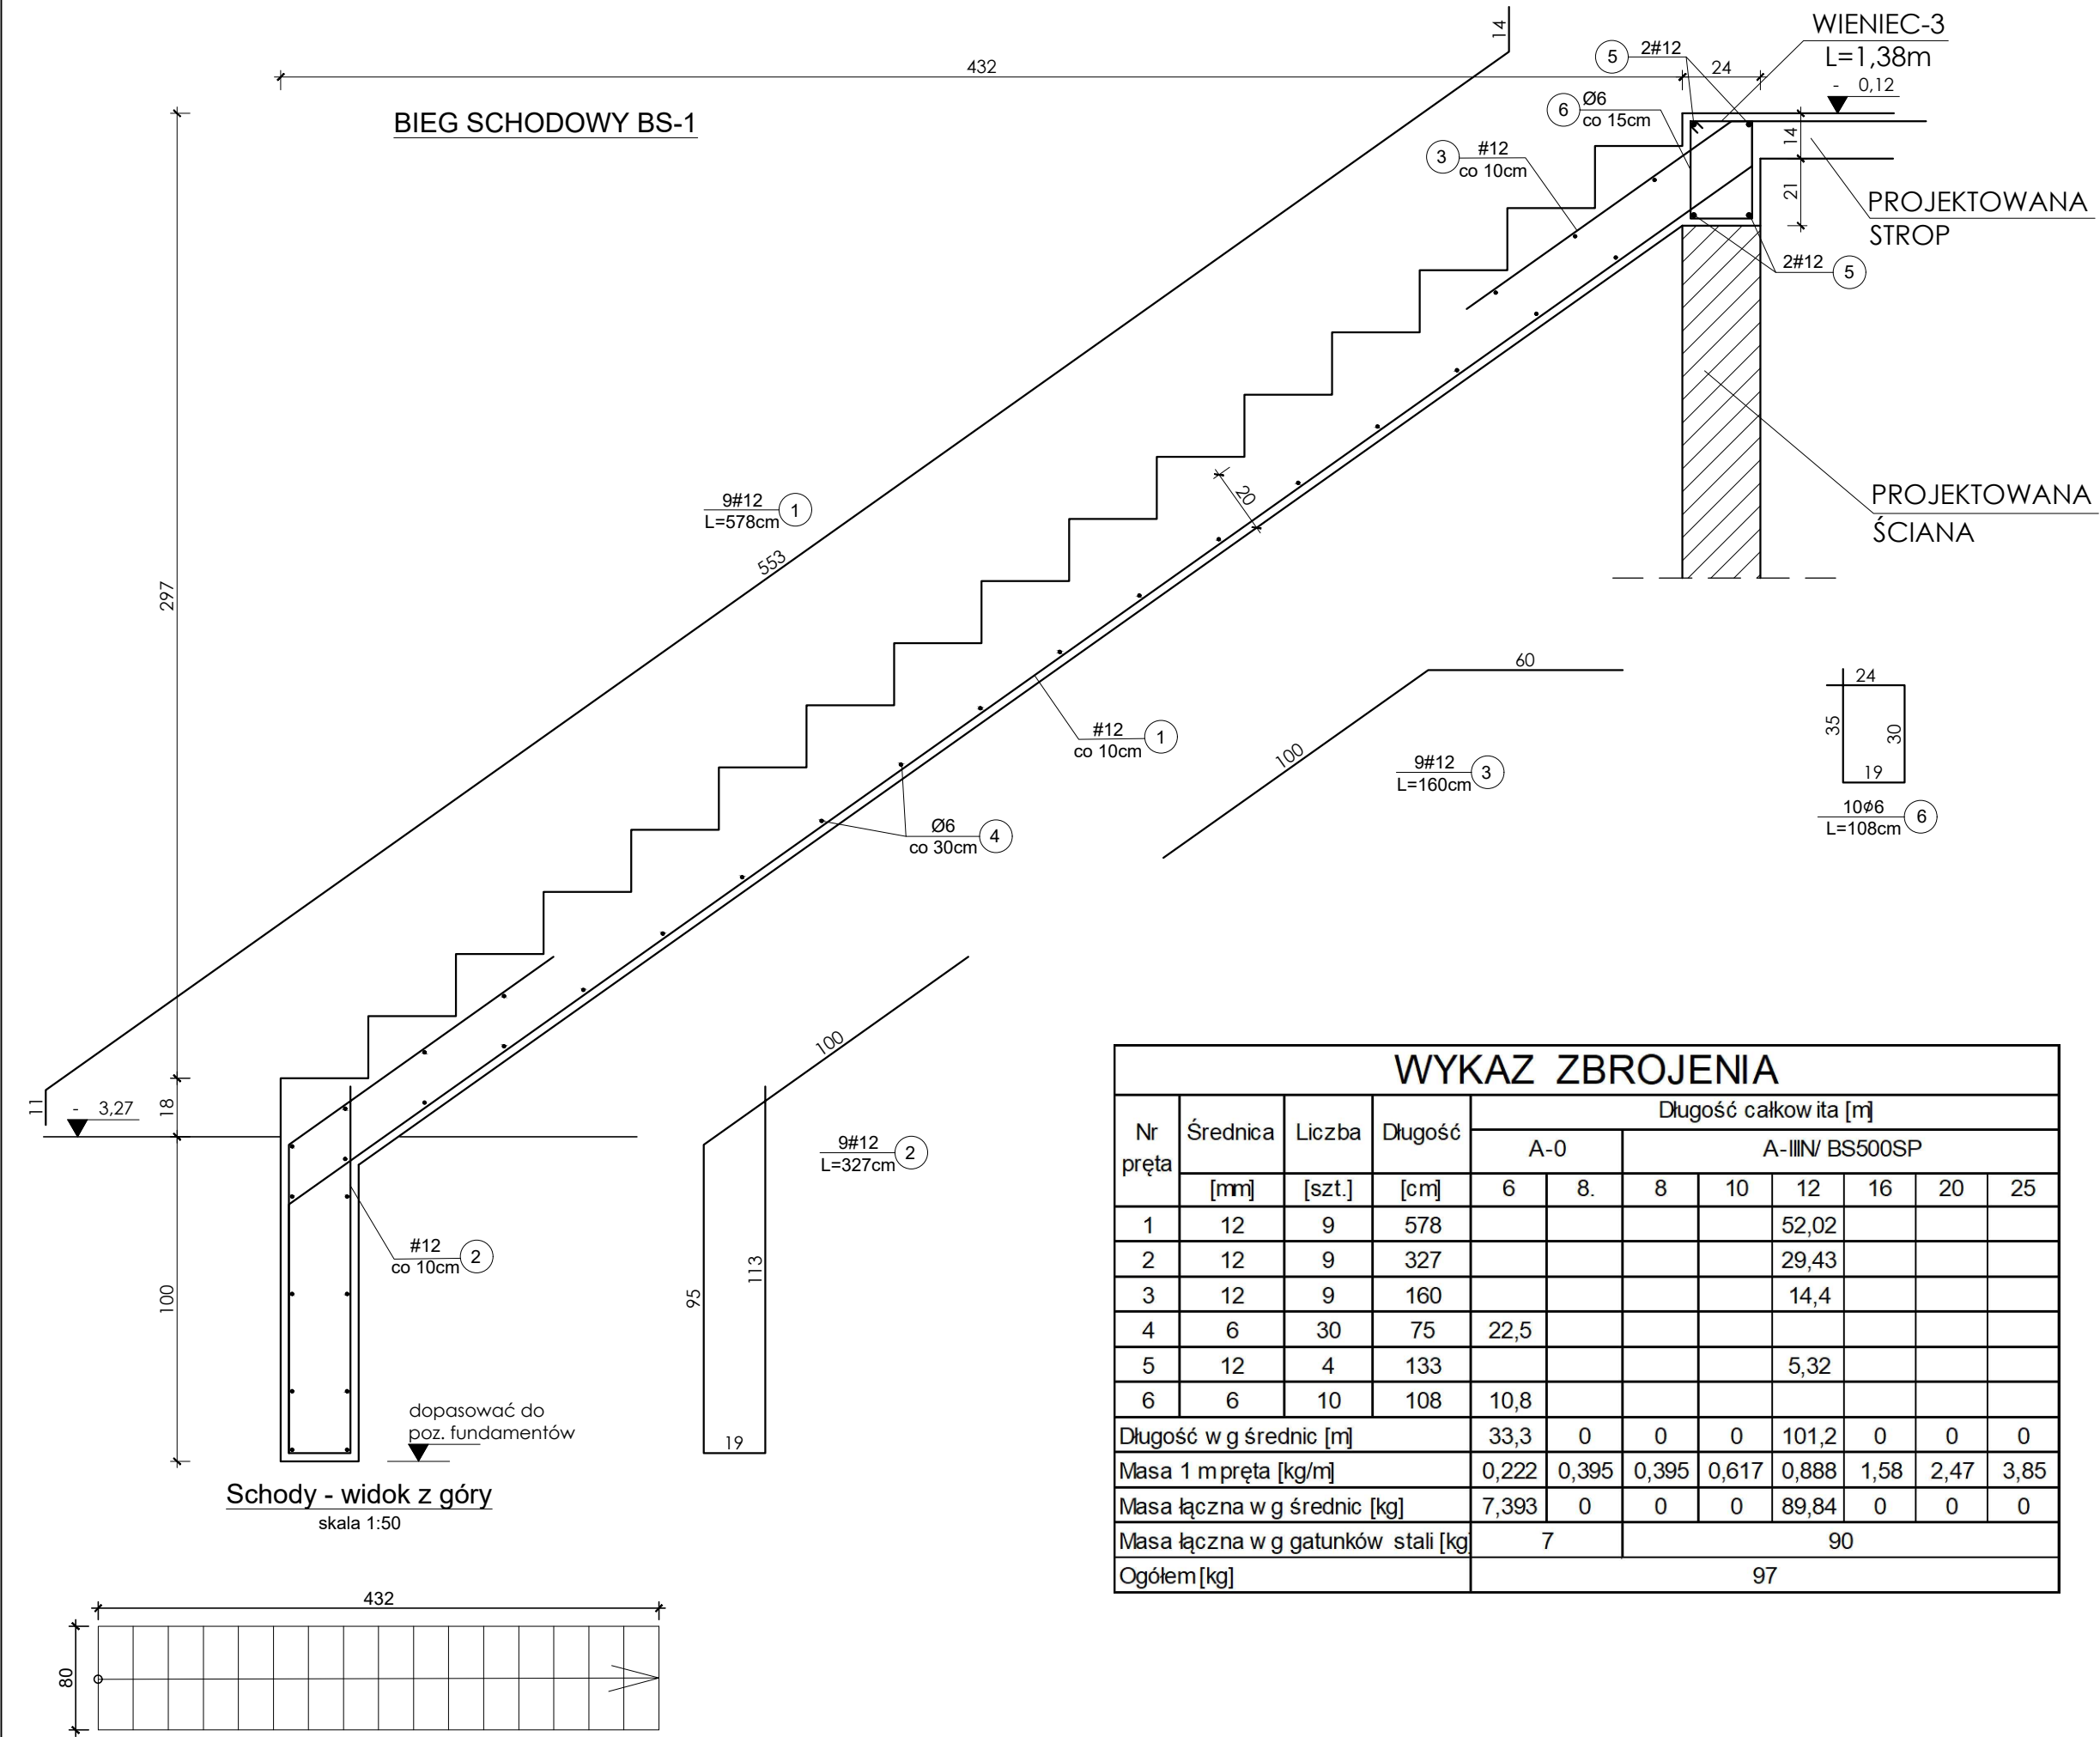 WIENIEC-3
L=1,38m
14
5 2#12
24
432
- 0,12
6 Ø6
co 15cm
BIEG SCHODOWY BS-1
14
3 #12
co 10cm
21
PROJEKTOWANA
STROP
2#12 5
20
PROJEKTOWANA
ŚCIANA
9#12
L=578cm 1
553
297
60
24
35
30
19
10ϕ6
L=108cm 6
#12
co 10cm 1
100
9#12
L=160cm 3
Ø6
co 30cm 4
11
- 3,27
18
100
9#12
L=327cm 2
113
95
19
#12
co 10cm 2
100
dopasować do
poz. fundamentów
Schody - widok z góry
skala 1:50
432
80
WYKAZ ZBROJENIA
Nr pręta Średnica Liczba Długość Długość całkowita [m]
A-0 A-IIIN/ BS500SP
[mm] [szt.] [cm] 6 8. 8 10 12 16 20 25
1 12 9 578 52,02
2 12 9 327 29,43
3 12 9 160 14,4
4 6 30 75 22,5
5 12 4 133 5,32
6 6 10 108 10,8
Długość wg średnic [m] 33,3 0 0 0 101,2 0 0 0
Masa 1 m pręta [kg/m] 0,222 0,395 0,395 0,617 0,888 1,58 2,47 3,85
Masa łączna wg średnic [kg] 7,393 0 0 0 89,84 0 0 0
Masa łączna wg gatunków stali [kg] 7 90
Ogółem [kg] 97